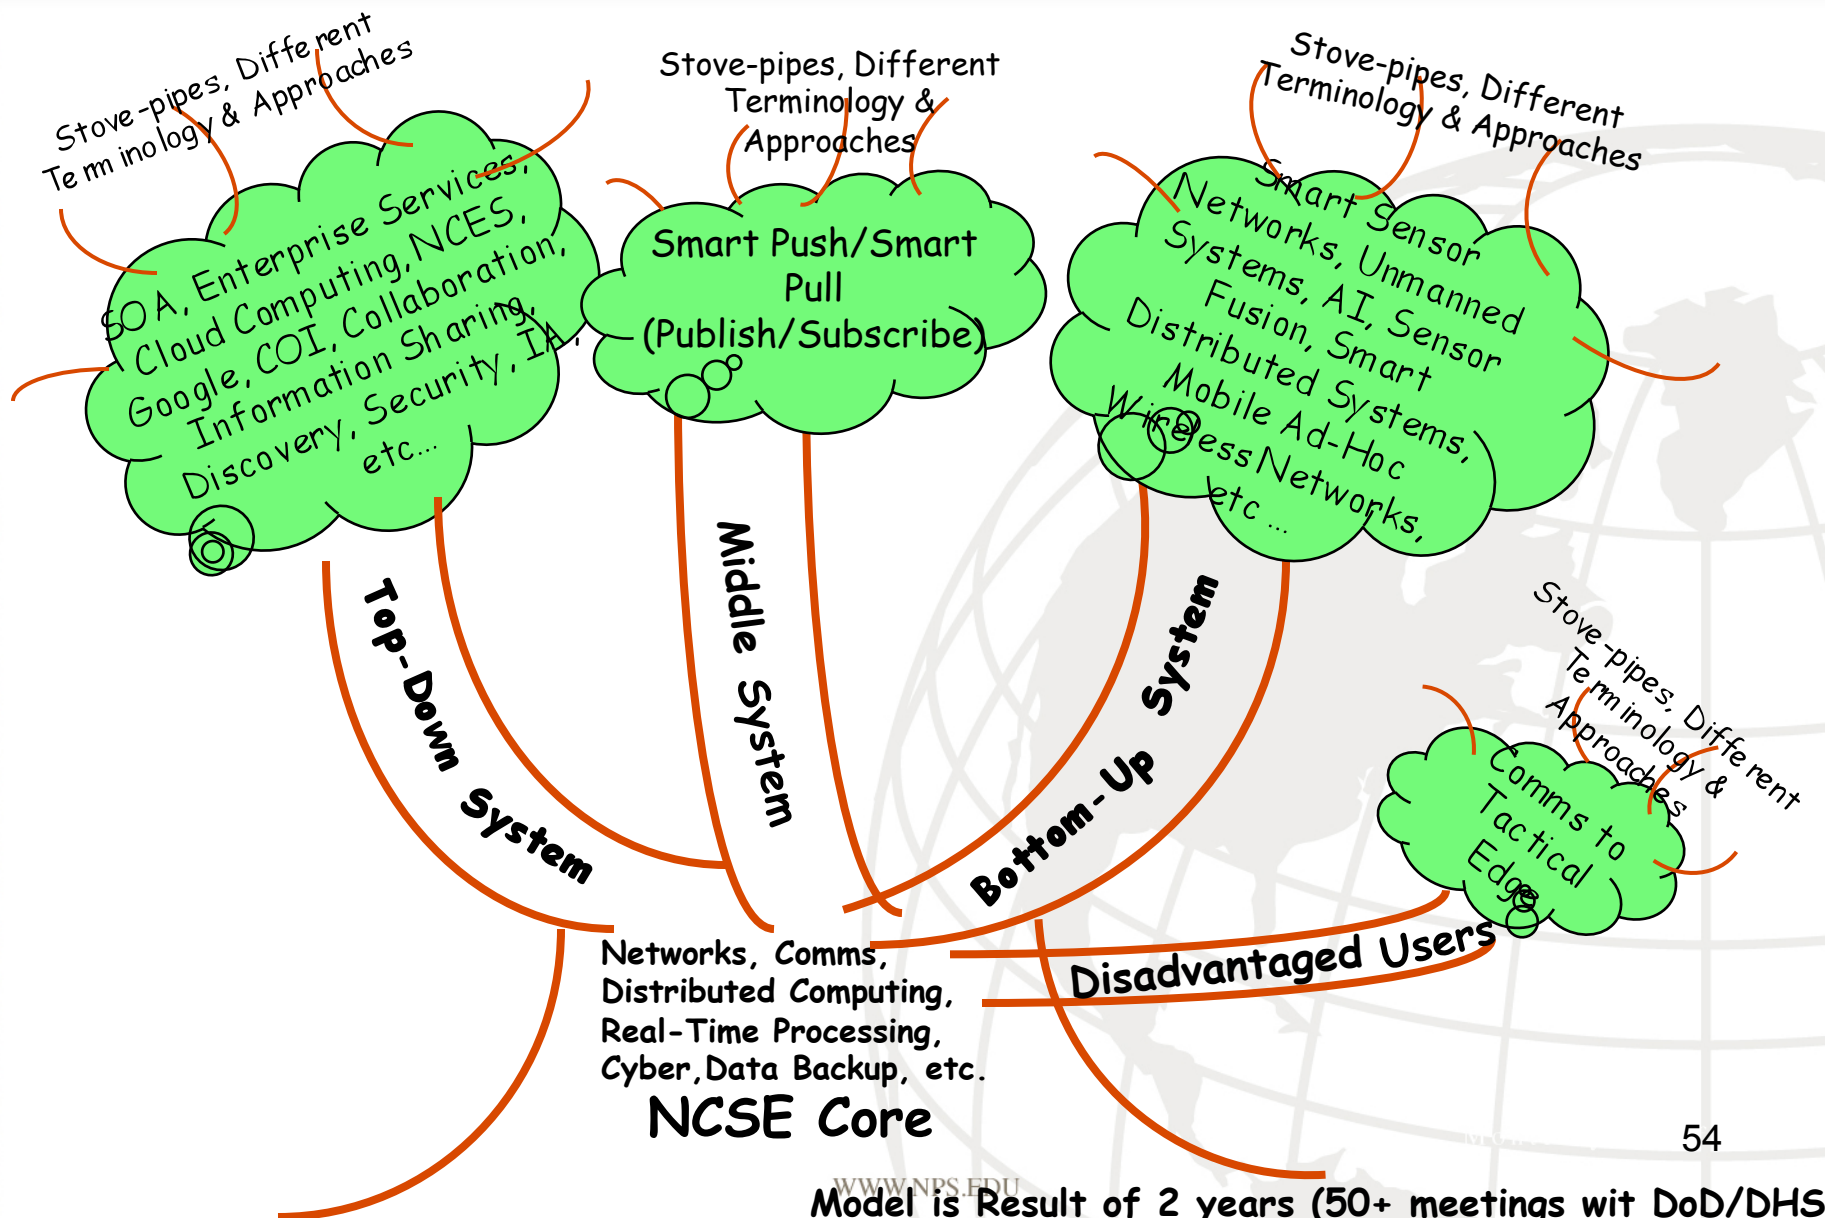 Stove-pipes, Different
Terminology & Approaches
Stove-pipes, Different
Terminology &
Approaches
Stove-pipes, Different
Terminology & Approaches
SOA, Enterprise Services,
Cloud Computing, NCES,
Google, COI, Collaboration,
Information Sharing,
Discovery, Security, IA,
etc...
Smart Push/Smart
Pull
(Publish/Subscribe)
Smart Sensor
Networks, Unmanned
Systems, AI, Sensor
Fusion, Smart
Distributed Systems,
Mobile Ad-Hoc
Wireless Networks,
etc ...
Top-Down System
Middle System
Bottom-Up System
Stove-pipes, Different
Terminology &
Approaches
Comms to
Tactical
Edge
Disadvantaged Users
Networks, Comms,
Distributed Computing,
Real-Time Processing,
Cyber,Data Backup, etc.
NCSE Core
54
WWW.NPS.EDU
Model is Result of 2 years (50+ meetings wit DoD/DHS